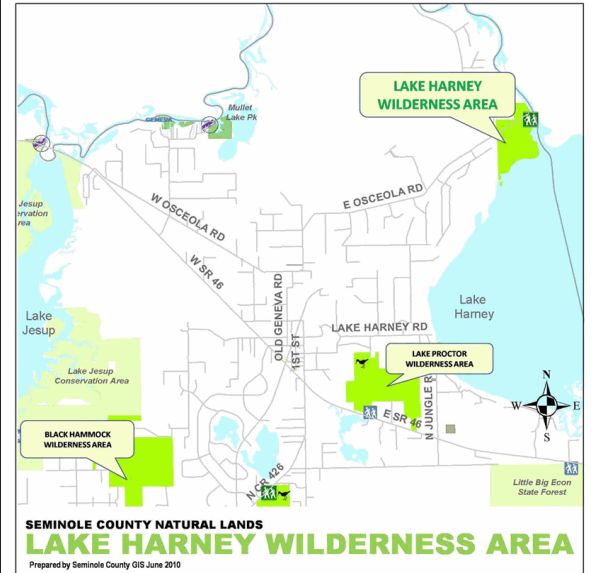 LAKE HARNEY
WILDERNESS AREA
Mullet
Lake Pk
GENEVA
W OSCEOLA RD
E OSCEOLA RD
Jesup
W SR 46
Lake
Jesup
OLD GENEVA RD
1ST ST
Lake
Harney
LAKE HARNEY RD
LAKE PROCTOR
WILDERNESS AREA
Lake Jesup
Conservation Area
N
W E
S
N JUNGLE R
E SR 46
BLACK HAMMOCK
WILDERNESS AREA
N CR 426
Little Big Econ
State Forest
SEMINOLE COUNTY NATURAL LANDS
LAKE HARNEY WILDERNESS AREA
Prepared by Seminole County GIS June 2010